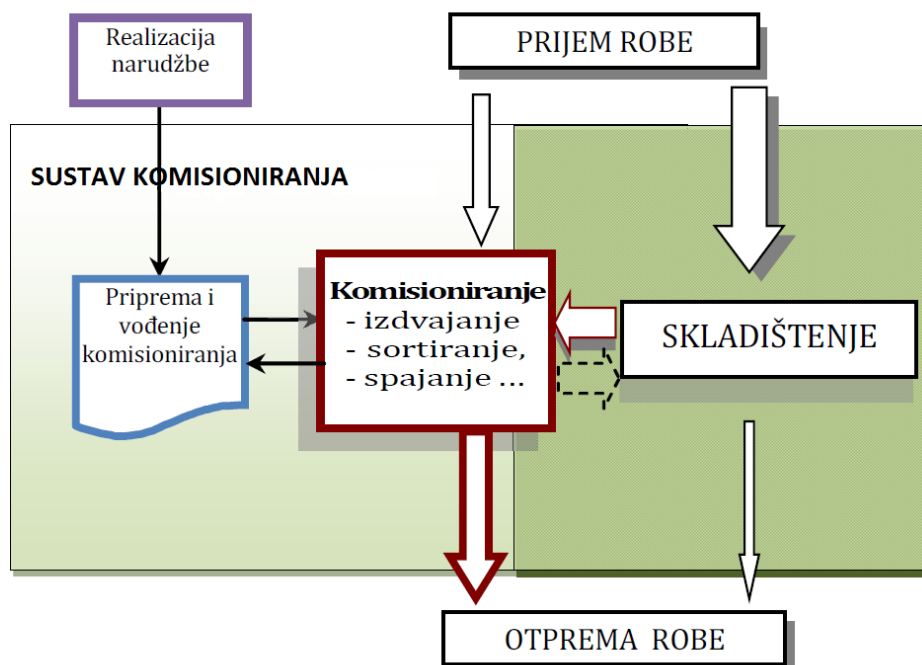 Realizacija
narudžbe
PRIJEM ROBE
SUSTAV KOMISIONIRANJA
Priprema i
vođenje
komisioniranja
Komisioniranje
- izdvajanje
- sortiranje,
- spajanje ...
SKLADIŠTENJE
OTPREMA ROBE